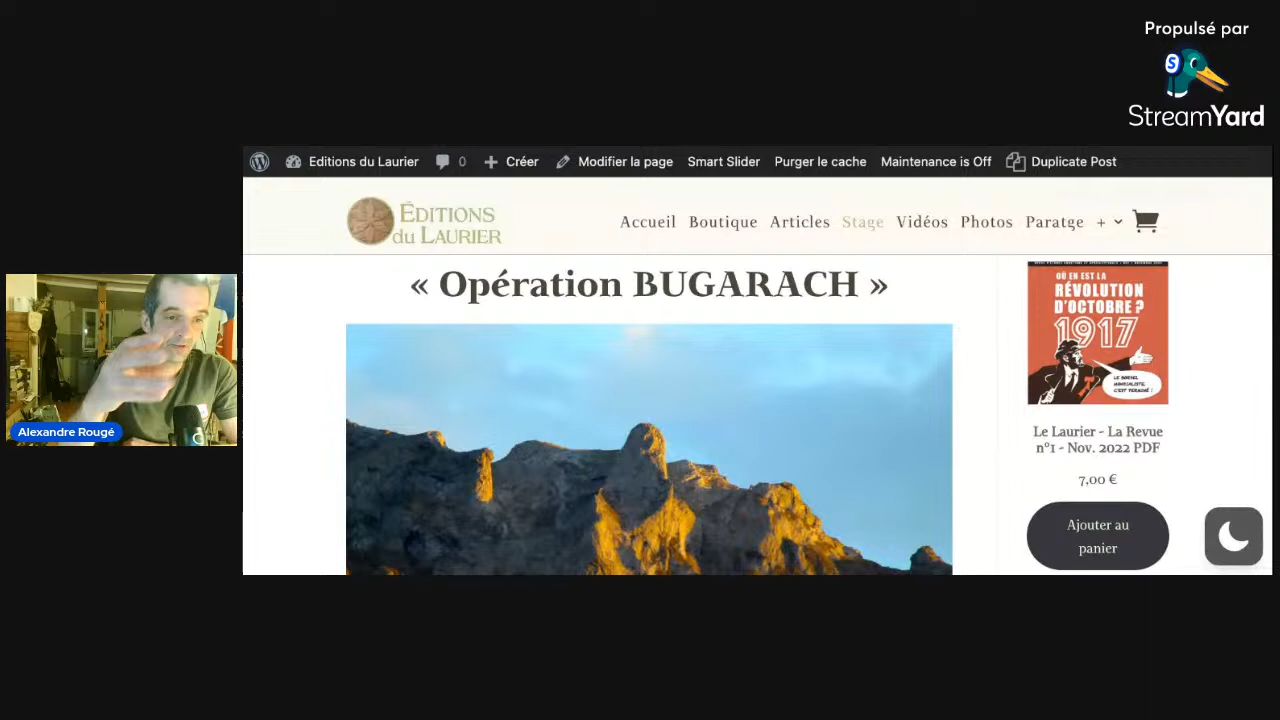 Propulsé par
StreamYard
Editions du Laurier 0 Créer Modifier la page Smart Slider Purger le cache Maintenance is Off Duplicate Post
ÉDITIONS
du LAURIER
Accueil Boutique Articles Stage Vidéos Photos Paratge +
« Opération BUGARACH »
OÙ EN EST LA
RÉVOLUTION
D'OCTOBRE ?
1917
Le Laurier - La Revue
n°1 - Nov. 2022 PDF
7,00 €
Ajouter au
panier
Alexandre Rougé